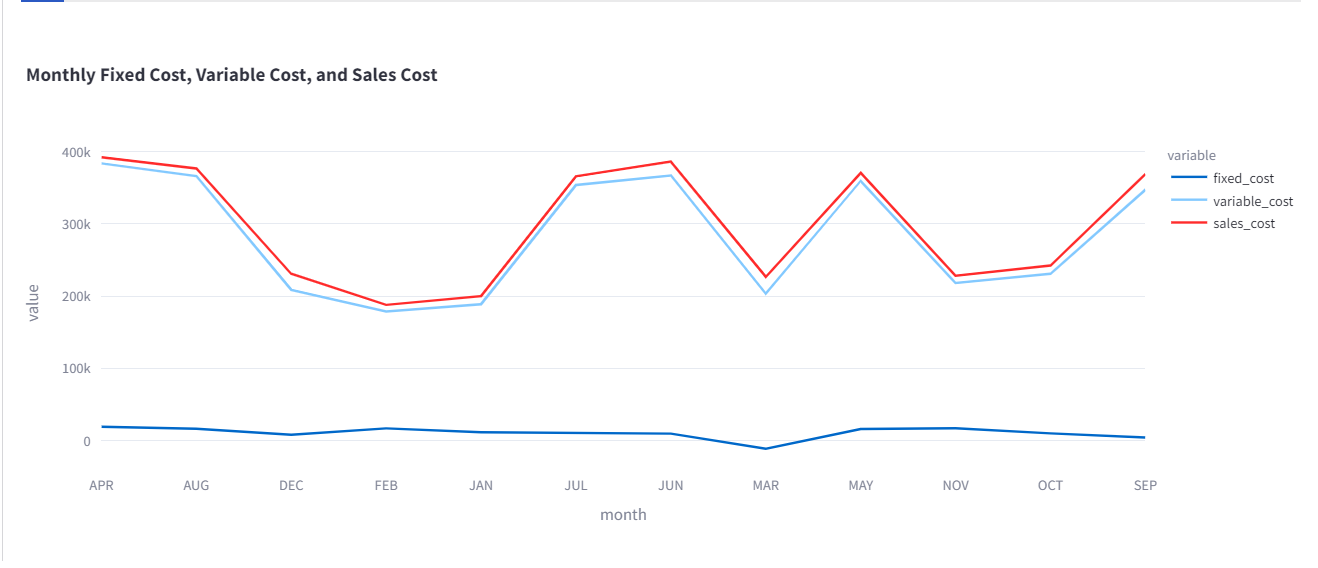 Monthly Fixed Cost, Variable Cost, and Sales Cost
400k
300k
200k
100k
0
value
APR AUG DEC FEB JAN JUL JUN MAR MAY NOV OCT SEP
month
variable
fixed_cost
variable_cost
sales_cost